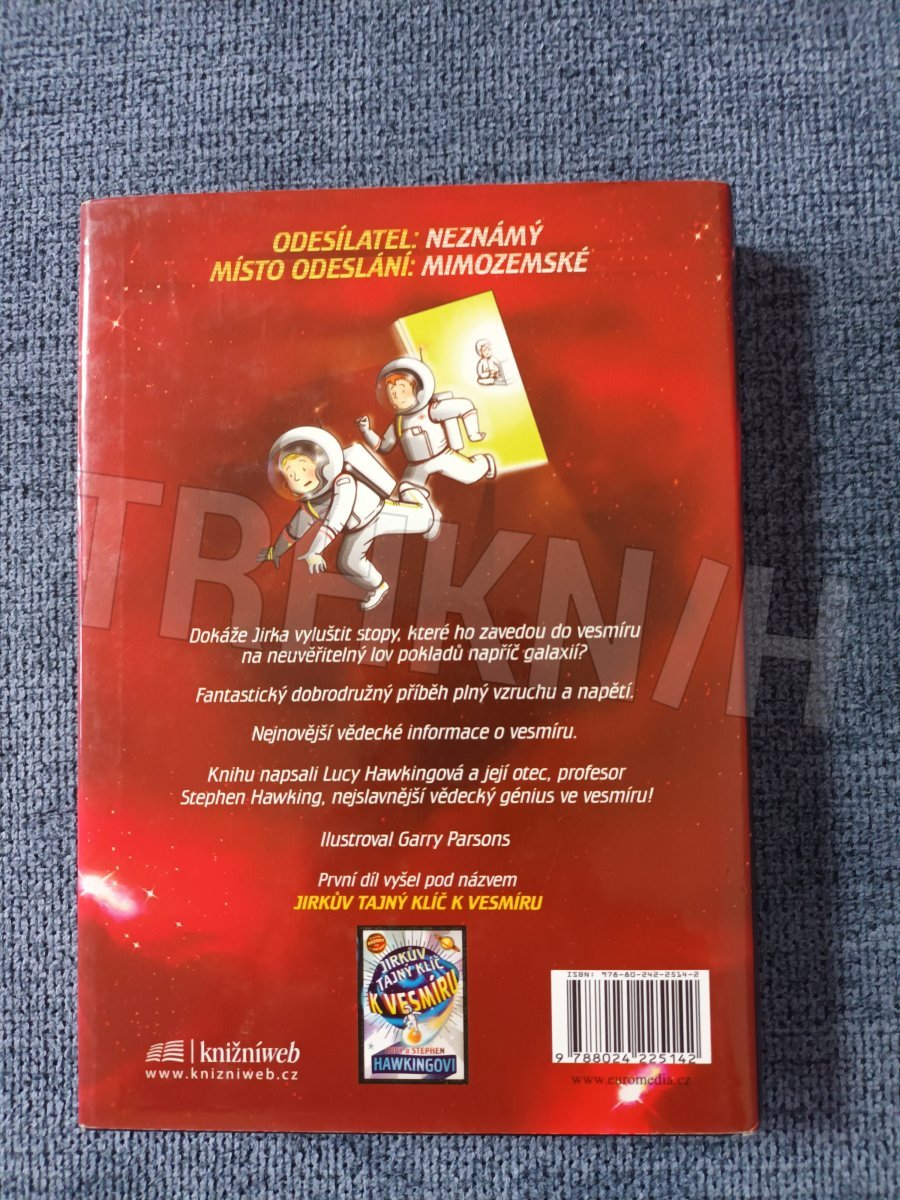 ODESÍLATEL: NEZNÁMÝ
MÍSTO ODESLÁNÍ: MIMOZEMSKÉ
TRHKNIH
Dokáže Jirka vyluštit stopy, které ho zavedou do vesmíru
na neuvěřitelný lov pokladů napříč galaxií?
Fantastický dobrodružný příběh plný vzruchu a napětí.
Nejnovější vědecké informace o vesmíru.
Knihu napsali Lucy Hawkingová a její otec, profesor
Stephen Hawking, nejslavnější vědecký génius ve vesmíru!
Ilustroval Garry Parsons
První díl vyšel pod názvem
JIRKŮV TAJNÝ KLÍČ K VESMÍRU
JIRKŮV
TAJNÝ KLÍČ
K VESMÍRU
LUCY a STEPHEN
HAWKINGOVI
knižníweb
www.knizniweb.cz
ISBN: 978-80-242-2514-2
9 788024 225142
www.euromedia.cz